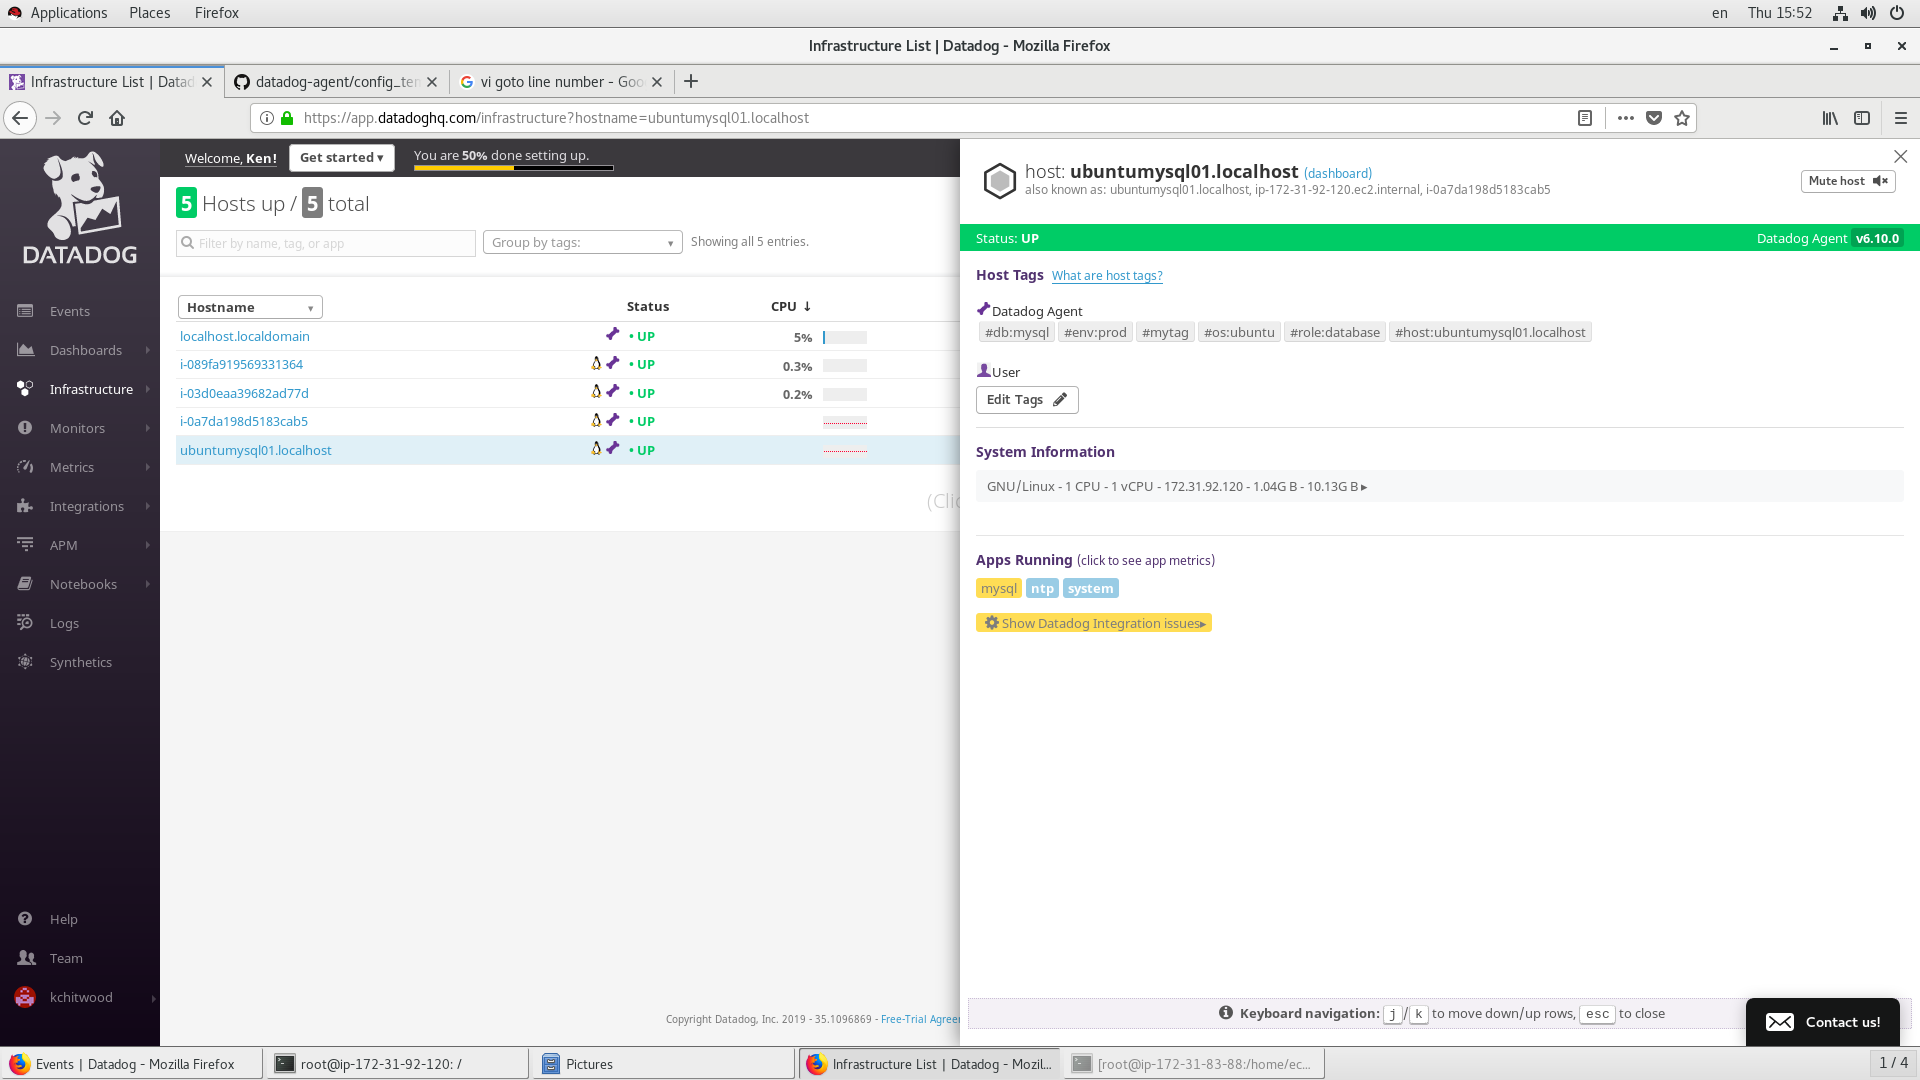 Applications Places Firefox en Thu 15:52
Infrastructure List | Datadog - Mozilla Firefox
Infrastructure List | Datad datadog-agent/config_ter vi goto line number - Goo
https://app.datadoghq.com/infrastructure?hostname=ubuntumysql01.localhost
DATADOG
Events
Dashboards
Infrastructure
Monitors
Metrics
Integrations
APM
Notebooks
Logs
Synthetics
Help
Team
kchitwood
Welcome, Ken! Get started ▾ You are 50% done setting up.
5 Hosts up / 5 total
Filter by name, tag, or app Group by tags: Showing all 5 entries.
Hostname Status CPU ↓
localhost.localdomain • UP 5%
i-089fa919569331364 • UP 0.3%
i-03d0eaa39682ad77d • UP 0.2%
i-0a7da198d5183cab5 • UP
ubuntumysql01.localhost • UP
(Clic
Copyright Datadog, Inc. 2019 - 35.1096869 - Free-Trial Agreer
host: ubuntumysql01.localhost (dashboard)
also known as: ubuntumysql01.localhost, ip-172-31-92-120.ec2.internal, i-0a7da198d5183cab5
Mute host
Status: UP Datadog Agent v6.10.0
Host Tags What are host tags?
Datadog Agent
#db:mysql #env:prod #mytag #os:ubuntu #role:database #host:ubuntumysql01.localhost
User
Edit Tags
System Information
GNU/Linux - 1 CPU - 1 vCPU - 172.31.92.120 - 1.04G B - 10.13G B ▸
Apps Running (click to see app metrics)
mysql ntp system
Show Datadog Integration issues▸
Keyboard navigation: j / k to move down/up rows, esc to close
Contact us!
Events | Datadog - Mozilla Firefox root@ip-172-31-92-120: / Pictures Infrastructure List | Datadog - Mozil... [root@ip-172-31-83-88:/home/ec... 1 / 4